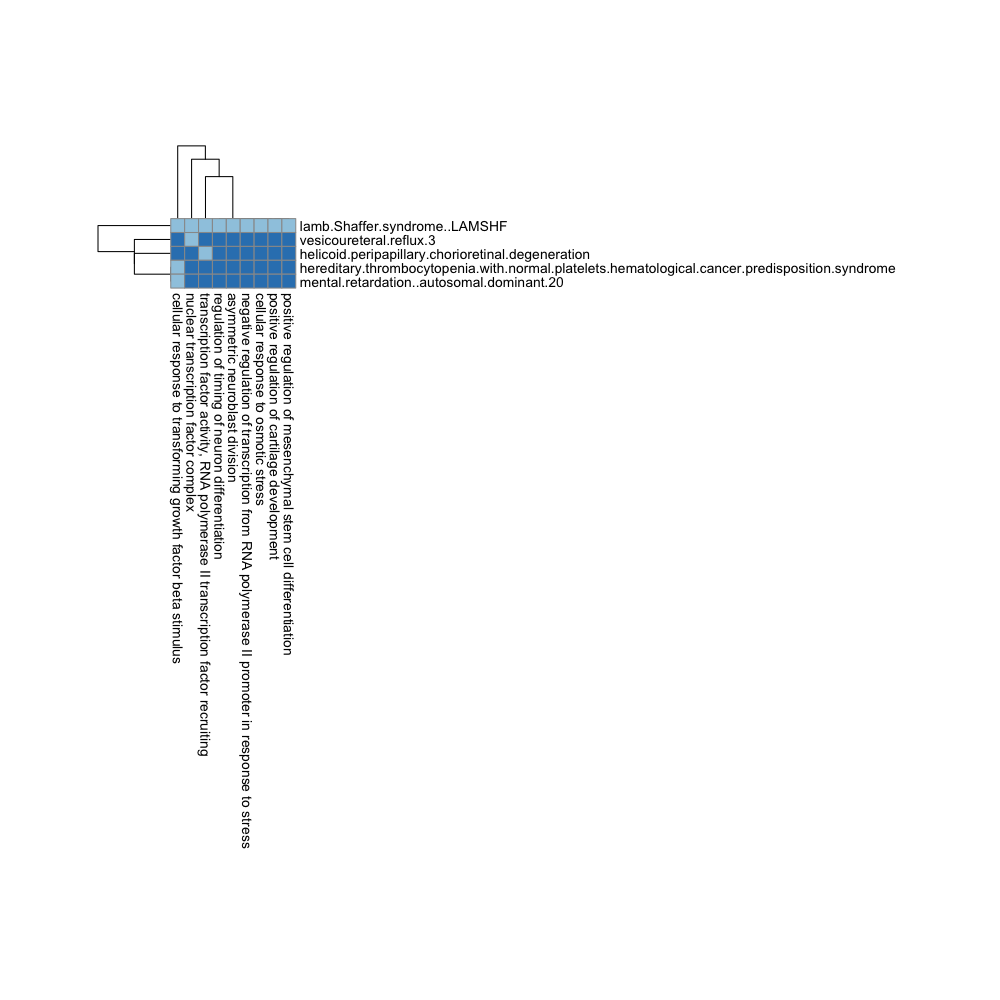 lamb.Shaffer.syndrome..LAMSHF
vesicoureteral.reflux.3
helicoid.peripapillary.chorioretinal.degeneration
hereditary.thrombocytopenia.with.normal.platelets.hematological.cancer.predisposition.syndrome
mental.retardation..autosomal.dominant.20
cellular response to transforming growth factor beta stimulus
nuclear transcription factor complex
transcription factor activity, RNA polymerase II transcription factor recruiting
regulation of timing of neuron differentiation
asymmetric neuroblast division
negative regulation of transcription from RNA polymerase II promoter in response to stress
cellular response to osmotic stress
positive regulation of cartilage development
positive regulation of mesenchymal stem cell differentiation